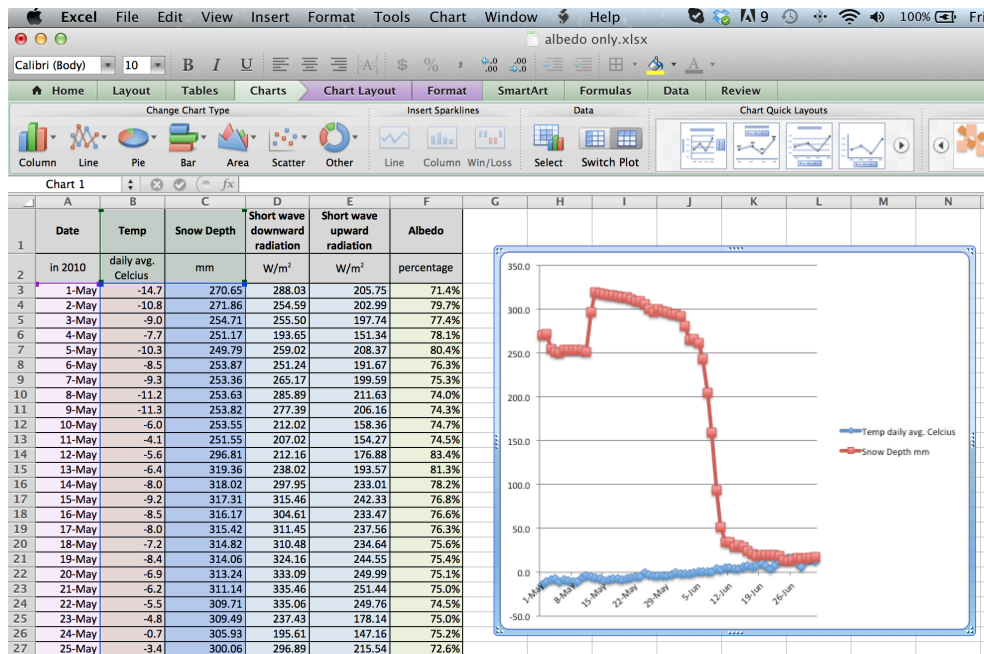 Excel File Edit View Insert Format Tools Chart Window Help 9 100% Fri
albedo only.xlsx
Calibri (Body) 10 B I U A $ % , .0 .00 .00 .0 A
Home Layout Tables Charts Chart Layout Format SmartArt Formulas Data Review
Change Chart Type Insert Sparklines Data Chart Quick Layouts
Column Line Pie Bar Area Scatter Other Line Column Win/Loss Select Switch Plot
Chart 1 fx
A B C D E F G H I J K L M N
1 Date Temp Snow Depth Short wave downward radiation Short wave upward radiation Albedo
2 in 2010 daily avg. Celcius mm W/m² W/m² percentage
3 1-May -14.7 270.65 288.03 205.75 71.4%
4 2-May -10.8 271.86 254.59 202.99 79.7%
5 3-May -9.0 254.71 255.50 197.74 77.4%
6 4-May -7.7 251.17 193.65 151.34 78.1%
7 5-May -10.3 249.79 259.02 208.37 80.4%
8 6-May -8.5 253.87 251.24 191.67 76.3%
9 7-May -9.3 253.36 265.17 199.59 75.3%
10 8-May -11.2 253.63 285.89 211.63 74.0%
11 9-May -11.3 253.82 277.39 206.16 74.3%
12 10-May -6.0 253.55 212.02 158.36 74.7%
13 11-May -4.1 251.55 207.02 154.27 74.5%
14 12-May -5.6 296.81 212.16 176.88 83.4%
15 13-May -6.4 319.36 238.02 193.57 81.3%
16 14-May -8.0 318.02 297.95 233.01 78.2%
17 15-May -9.2 317.31 315.46 242.33 76.8%
18 16-May -8.5 316.17 304.61 233.47 76.6%
19 17-May -8.0 315.42 311.45 237.56 76.3%
20 18-May -7.2 314.82 310.48 234.64 75.6%
21 19-May -8.4 314.06 324.16 244.55 75.4%
22 20-May -6.9 313.24 333.09 249.99 75.1%
23 21-May -6.2 311.14 335.46 251.44 75.0%
24 22-May -5.5 309.71 335.06 249.76 74.5%
25 23-May -4.8 309.49 237.43 178.14 75.0%
26 24-May -0.7 305.93 195.61 147.16 75.2%
27 25-May -3.4 300.06 296.89 215.54 72.6%
350.0
300.0
250.0
200.0
150.0
100.0
50.0
0.0
-50.0
1-May 8-May 15-May 22-May 29-May 5-Jun 12-Jun 19-Jun 26-Jun
Temp daily avg. Celcius
Snow Depth mm